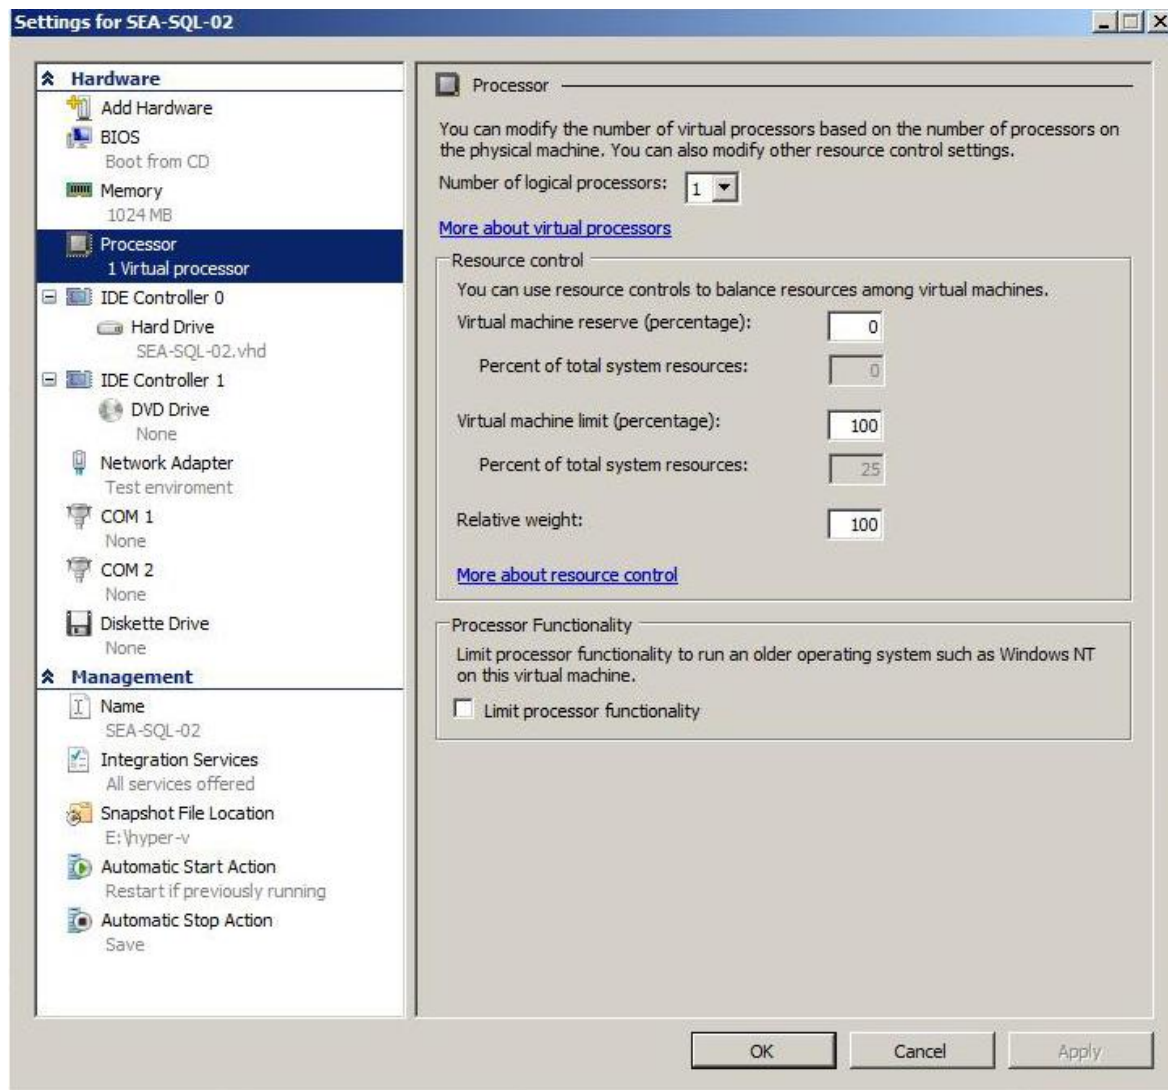 Settings for SEA-SQL-02
Hardware
Add Hardware
BIOS
Boot from CD
Memory
1024 MB
Processor
1 Virtual processor
IDE Controller 0
Hard Drive
SEA-SQL-02.vhd
IDE Controller 1
DVD Drive
None
Network Adapter
Test enviroment
COM 1
None
COM 2
None
Diskette Drive
None
Management
Name
SEA-SQL-02
Integration Services
All services offered
Snapshot File Location
E:\hyper-v
Automatic Start Action
Restart if previously running
Automatic Stop Action
Save
Processor
You can modify the number of virtual processors based on the number of processors on
the physical machine. You can also modify other resource control settings.
Number of logical processors: 1
More about virtual processors
Resource control
You can use resource controls to balance resources among virtual machines.
Virtual machine reserve (percentage): 0
Percent of total system resources: 0
Virtual machine limit (percentage): 100
Percent of total system resources: 25
Relative weight: 100
More about resource control
Processor Functionality
Limit processor functionality to run an older operating system such as Windows NT
on this virtual machine.
Limit processor functionality
OK Cancel Apply